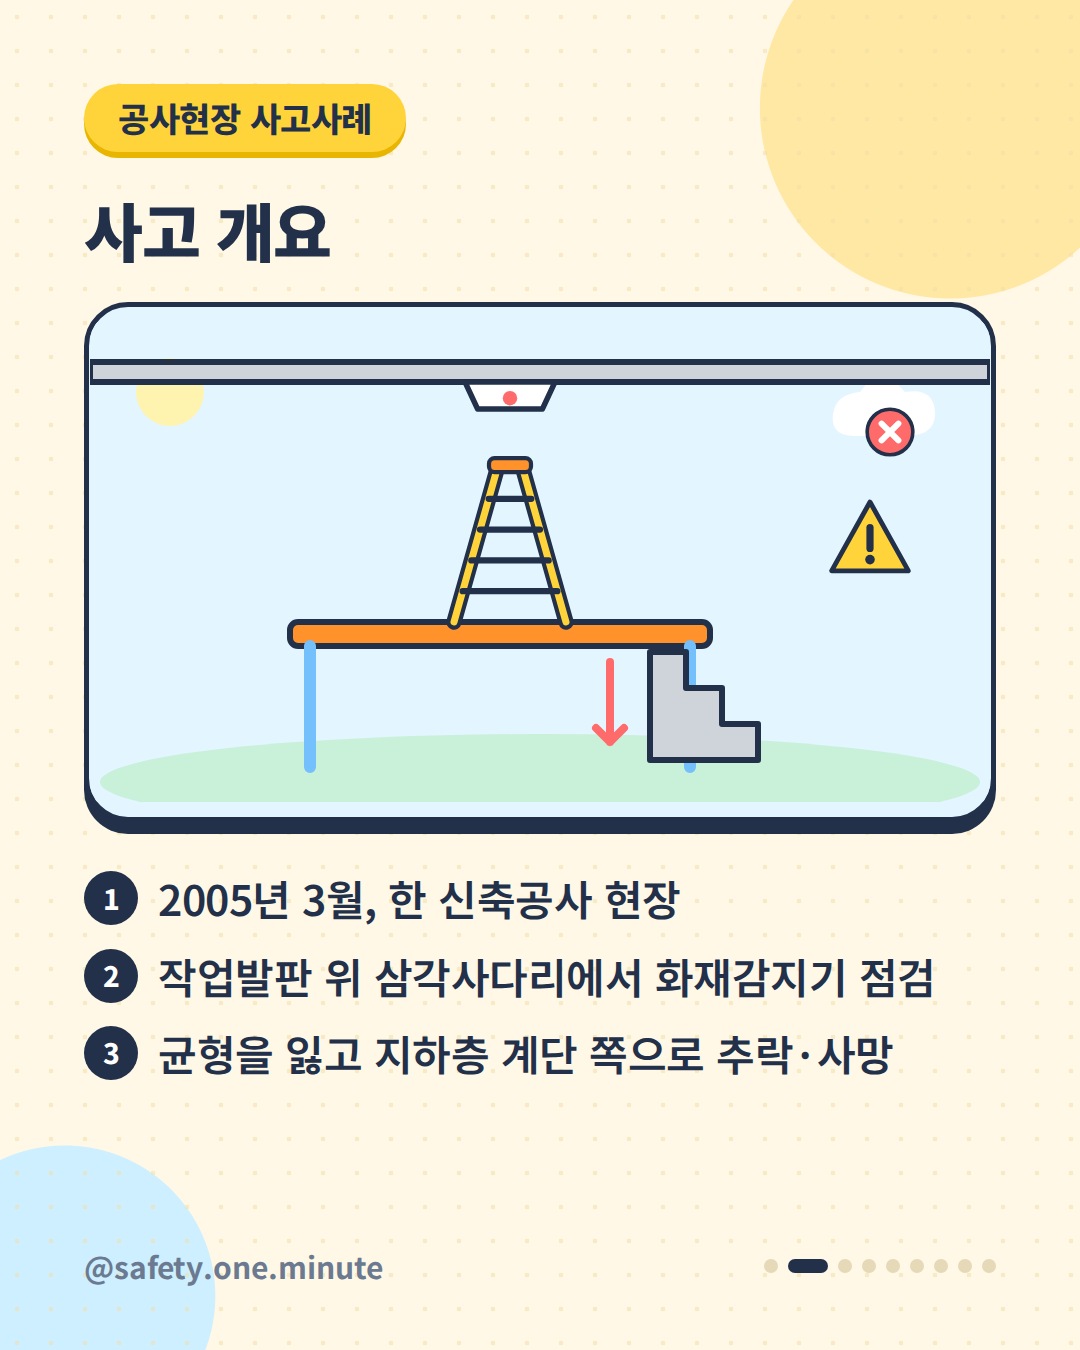 공사현장 사고사례
사고 개요
1 2005년 3월, 한 신축공사 현장
2 작업발판 위 삼각사다리에서 화재감지기 점검
3 균형을 잃고 지하층 계단 쪽으로 추락·사망
@safety.one.minute